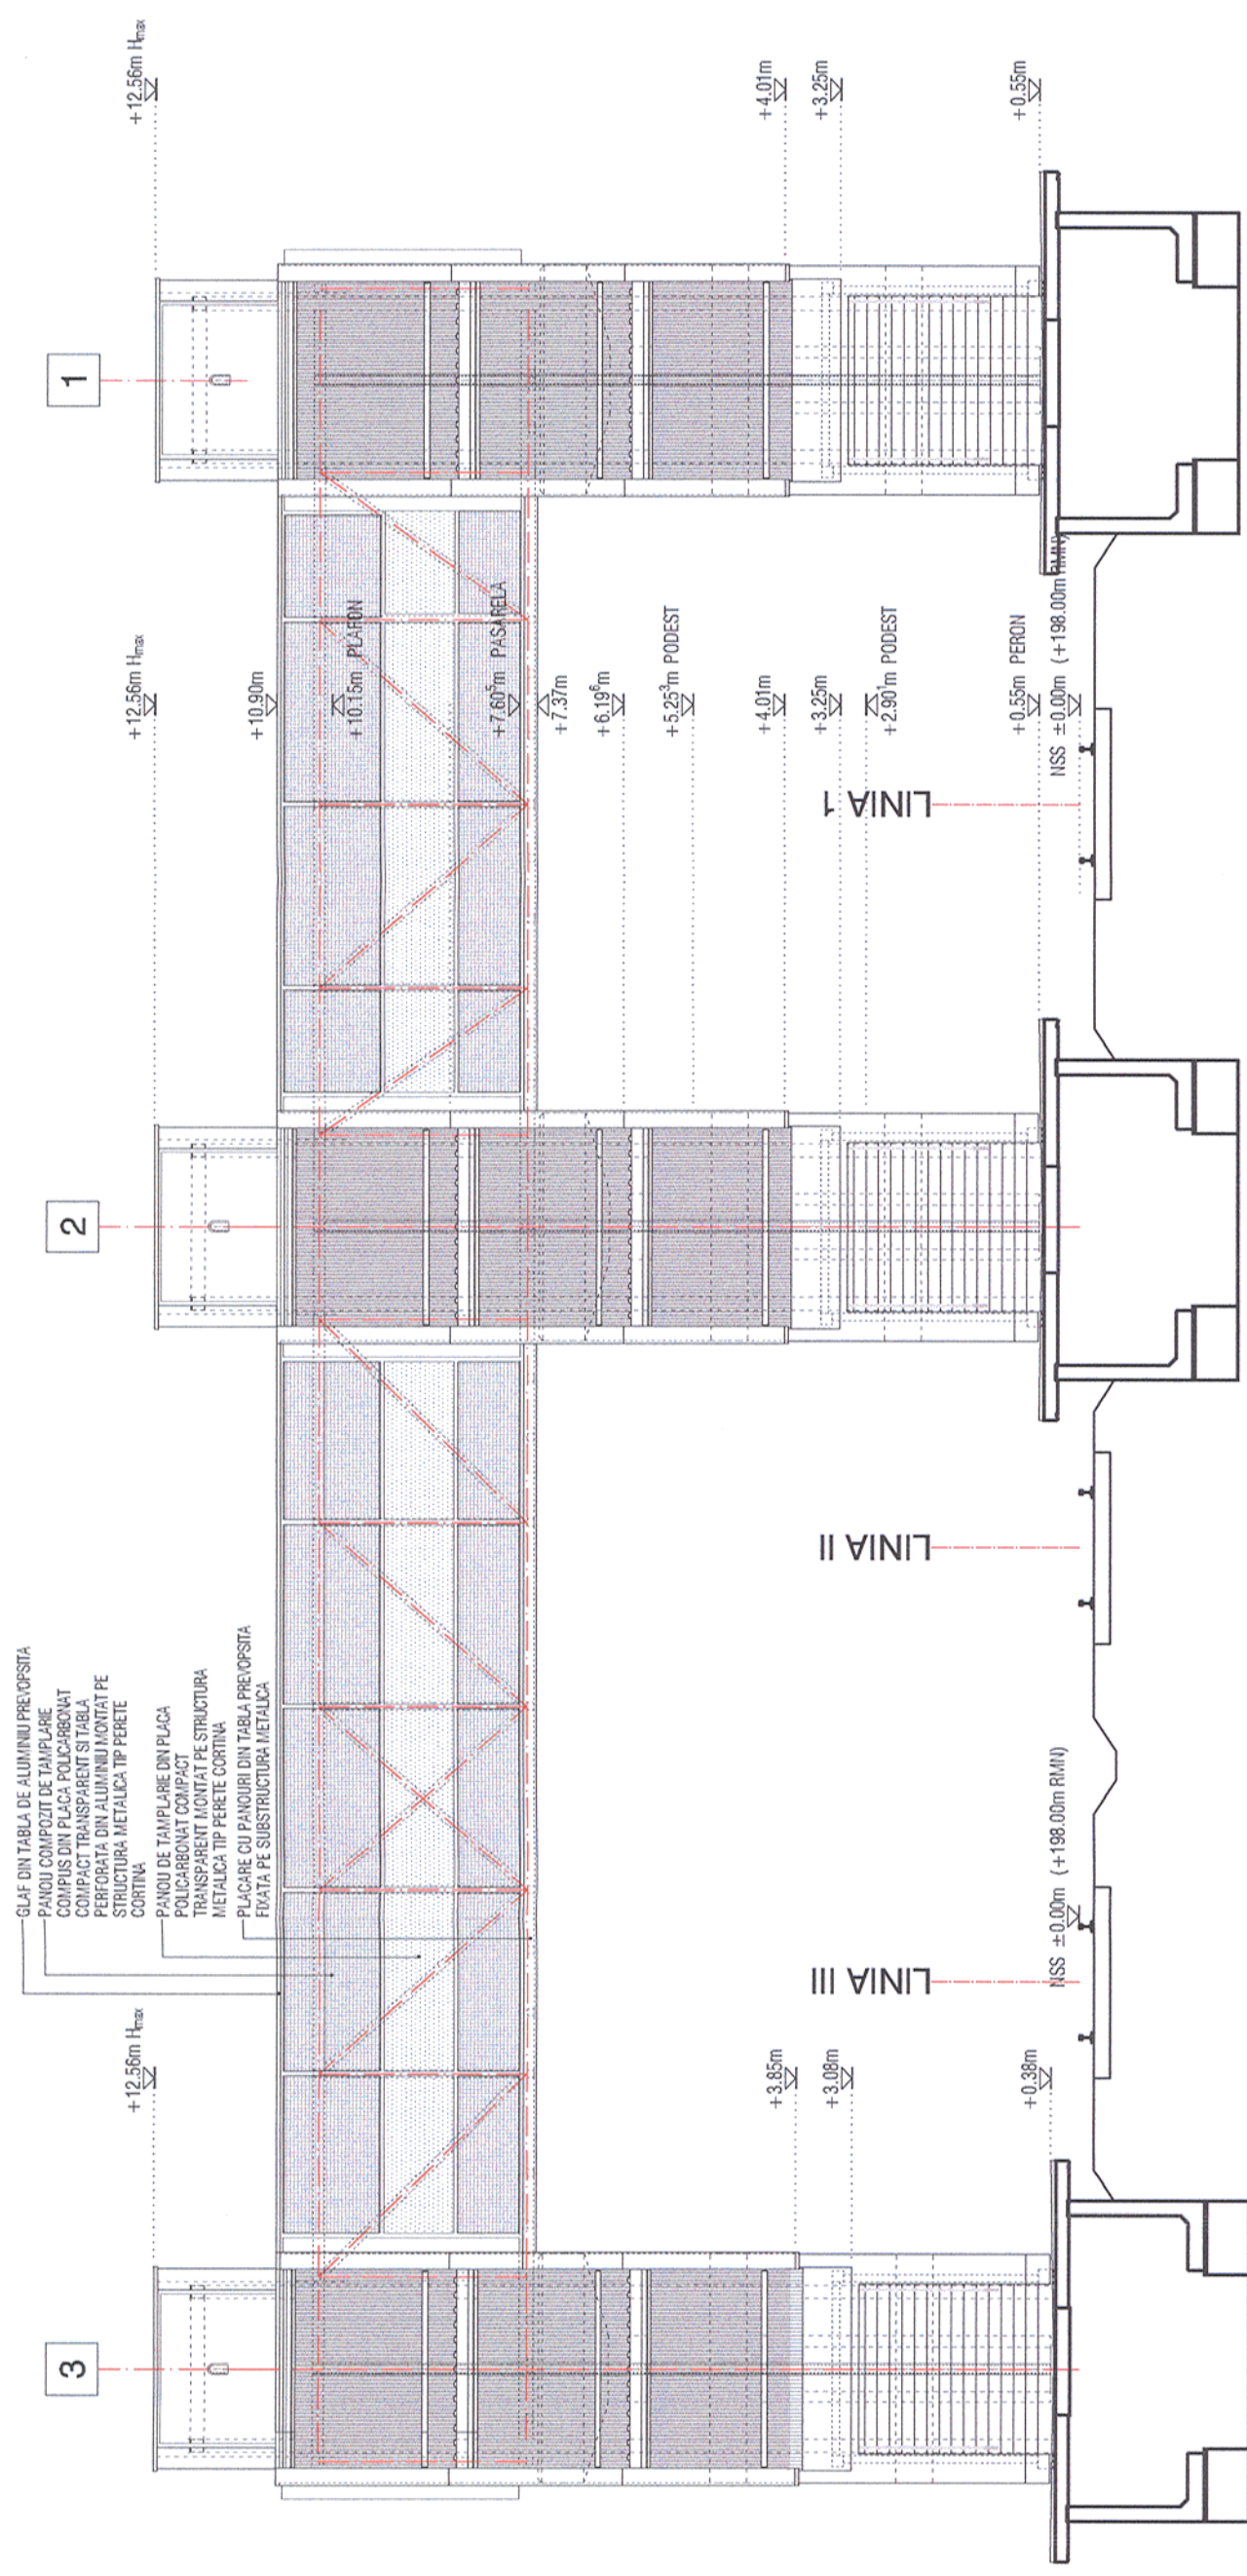 3
2
1
GLAF DIN TABLA DE ALUMINIU PREVOPSITA
PANOU COMPOZIT DE TAMPLARIE
COMPUS DIN PLACA POLICARBONAT
COMPACT TRANSPARENT SI TABLA
PERFORATA DIN ALUMINIU MONTAT PE
STRUCTURA METALICA TIP PERETE
CORTINA
PANOU DE TAMPLARIE DIN PLACA
POLICARBONAT COMPACT
TRANSPARENT MONTAT PE STRUCTURA
METALICA TIP PERETE CORTINA
PLACARE CU PANOURI DIN TABLA PREVOPSITA
FIXATA PE SUBSTRUCTURA METALICA
+12.56m Hmax
+3.85m
+3.08m
+0.38m
LINIA III
NSS ±0.00m (+198.00m RMN)
LINIA II
+12.56m Hmax
+10.90m
+10.15m PLAFON
+7.60⁵m PASARELA
+7.37m
+6.19⁶m
+5.25³m PODEST
+4.01m
+3.25m
+2.90¹m PODEST
+0.55m PERON
NSS ±0.00m (+198.00m RMN)
LINIA 1
+12.56m Hmax
+4.01m
+3.25m
+0.55m